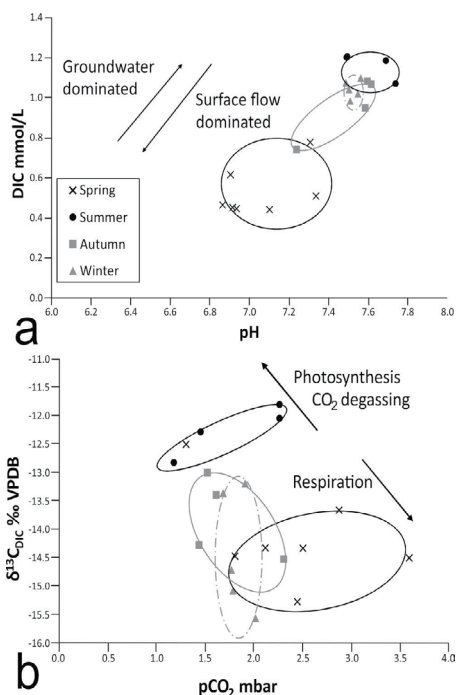 1.4
1.2
1.0
0.8
0.6
0.4
0.2
0.0
DIC mmol/L
Groundwater
dominated
Surface flow
dominated
Spring
Summer
Autumn
Winter
6.0 6.2 6.4 6.6 6.8 7.0 7.2 7.4 7.6 7.8 8.0
pH
a
-11.0
-11.5
-12.0
-12.5
-13.0
-13.5
-14.0
-14.5
-15.0
-15.5
-16.0
δ¹³C_DIC ‰ VPDB
Photosynthesis
CO₂ degassing
Respiration
0.0 0.5 1.0 1.5 2.0 2.5 3.0 3.5 4.0
pCO₂ mbar
b